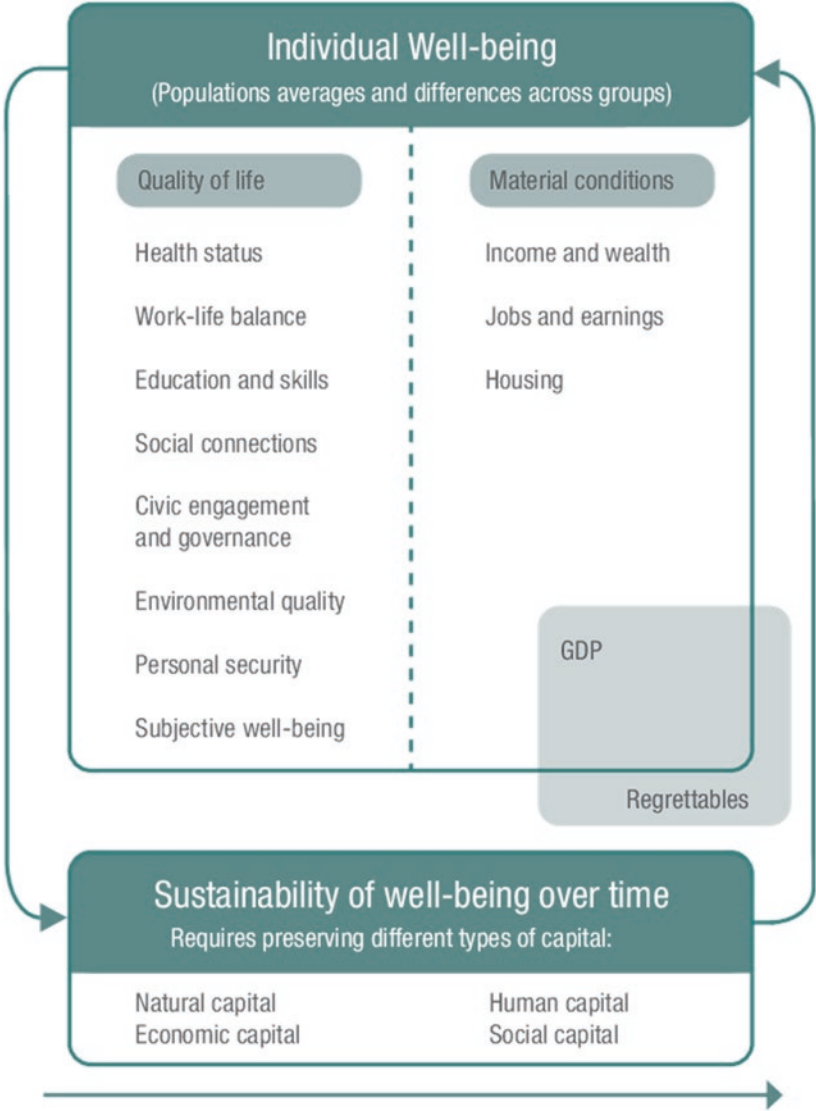 Individual Well-being
(Populations averages and differences across groups)
Quality of life
Health status
Work-life balance
Education and skills
Social connections
Civic engagement
and governance
Environmental quality
Personal security
Subjective well-being
Material conditions
Income and wealth
Jobs and earnings
Housing
GDP
Regrettables
Sustainability of well-being over time
Requires preserving different types of capital:
Natural capital
Economic capital
Human capital
Social capital